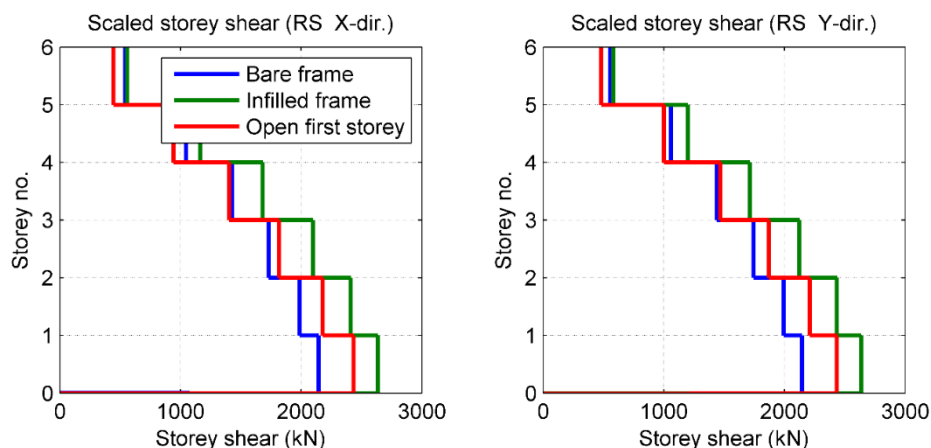 Scaled storey shear (RS X-dir.)
6
5
4
3
2
1
0
Storey no.
Bare frame
Infilled frame
Open first storey
0 1000 2000 3000
Storey shear (kN)
Scaled storey shear (RS Y-dir.)
6
5
4
3
2
1
0
Storey no.
0 1000 2000 3000
Storey shear (kN)